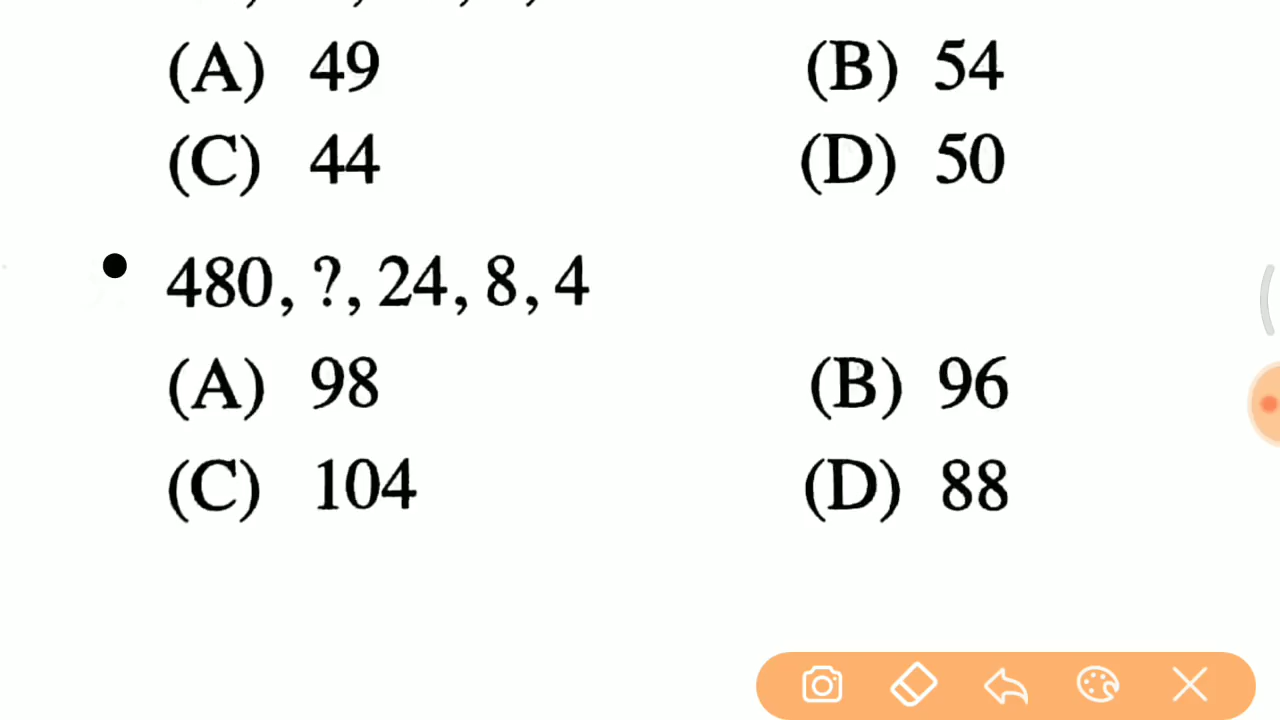 (A) 49 (B) 54
(C) 44 (D) 50
• 480, ?, 24, 8, 4
(A) 98 (B) 96
(C) 104 (D) 88